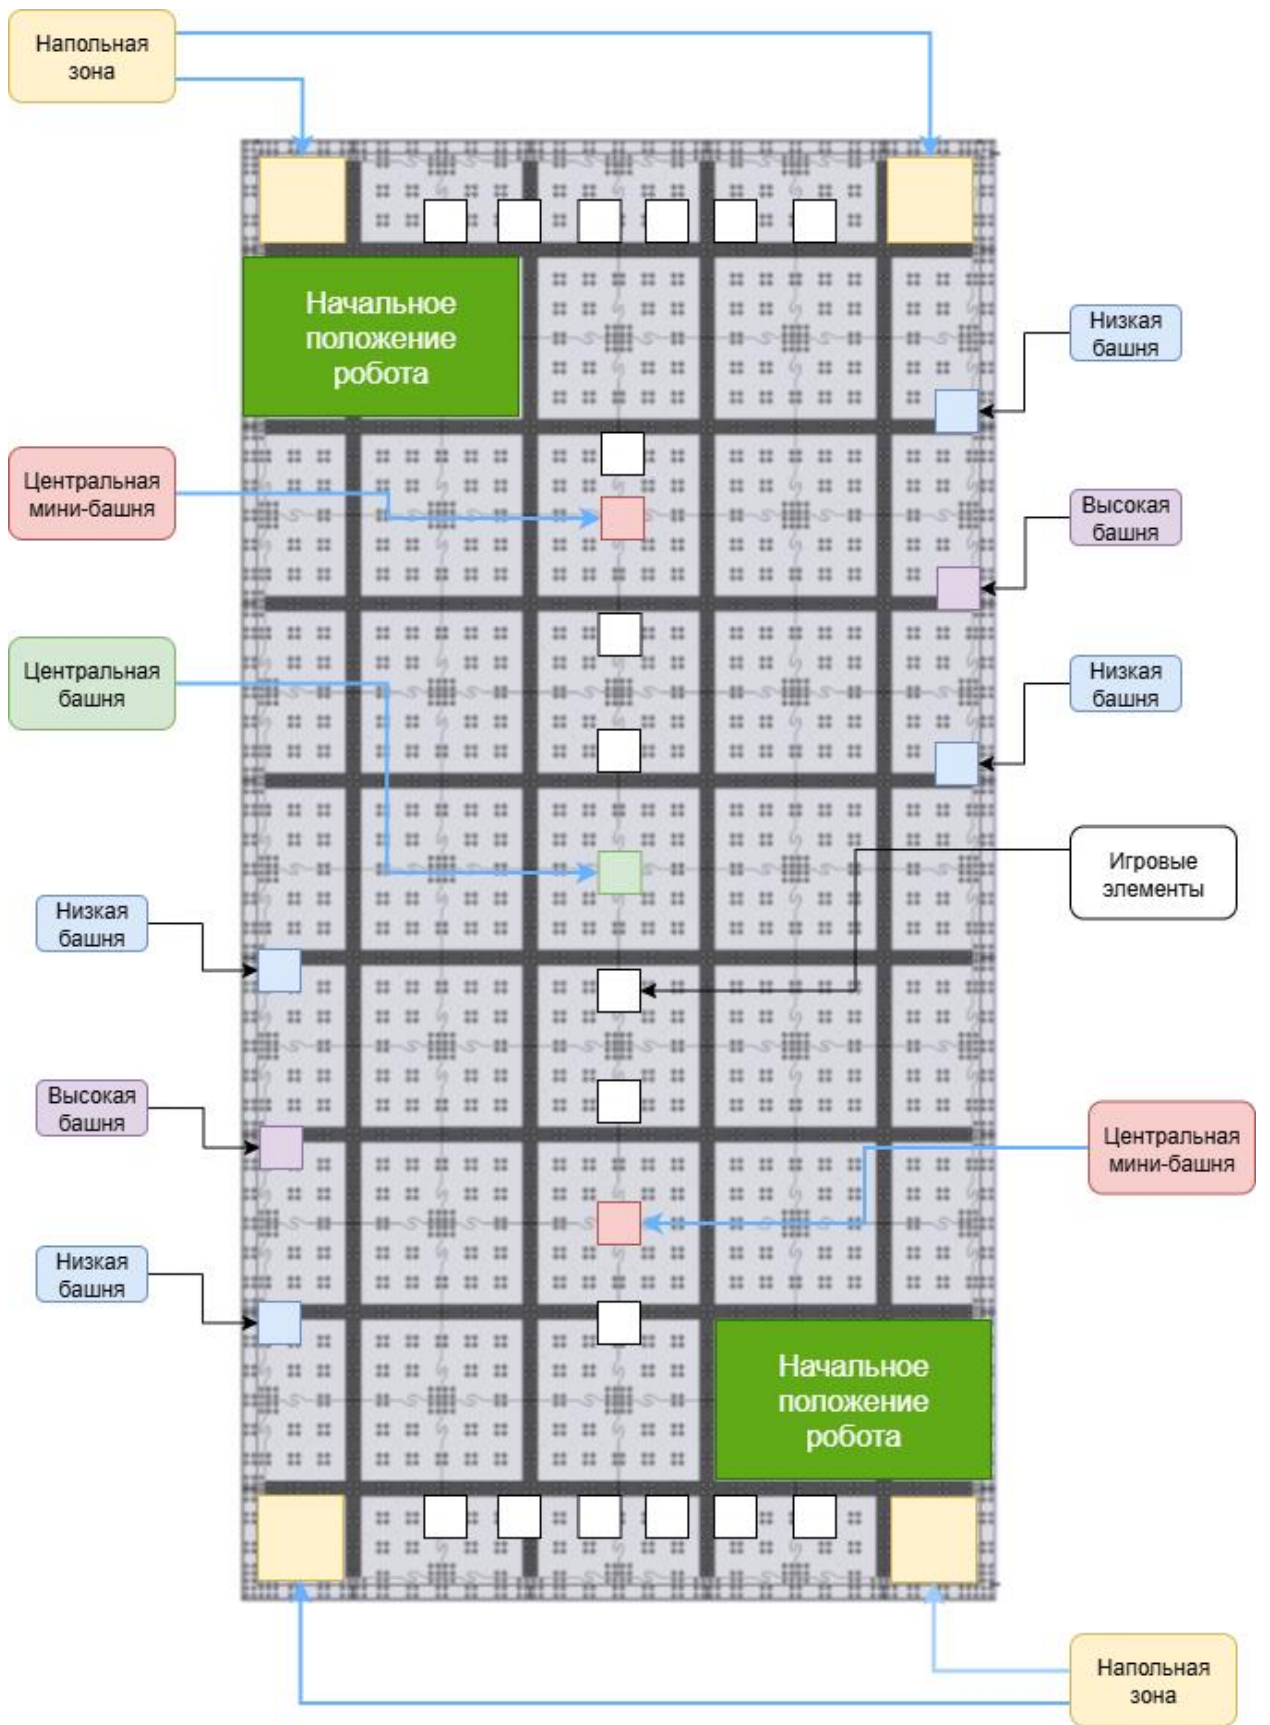 Напольная
зона
Начальное
положение
робота
Низкая
башня
Центральная
мини-башня
Высокая
башня
Центральная
башня
Низкая
башня
Игровые
элементы
Низкая
башня
Высокая
башня
Центральная
мини-башня
Низкая
башня
Начальное
положение
робота
Напольная
зона